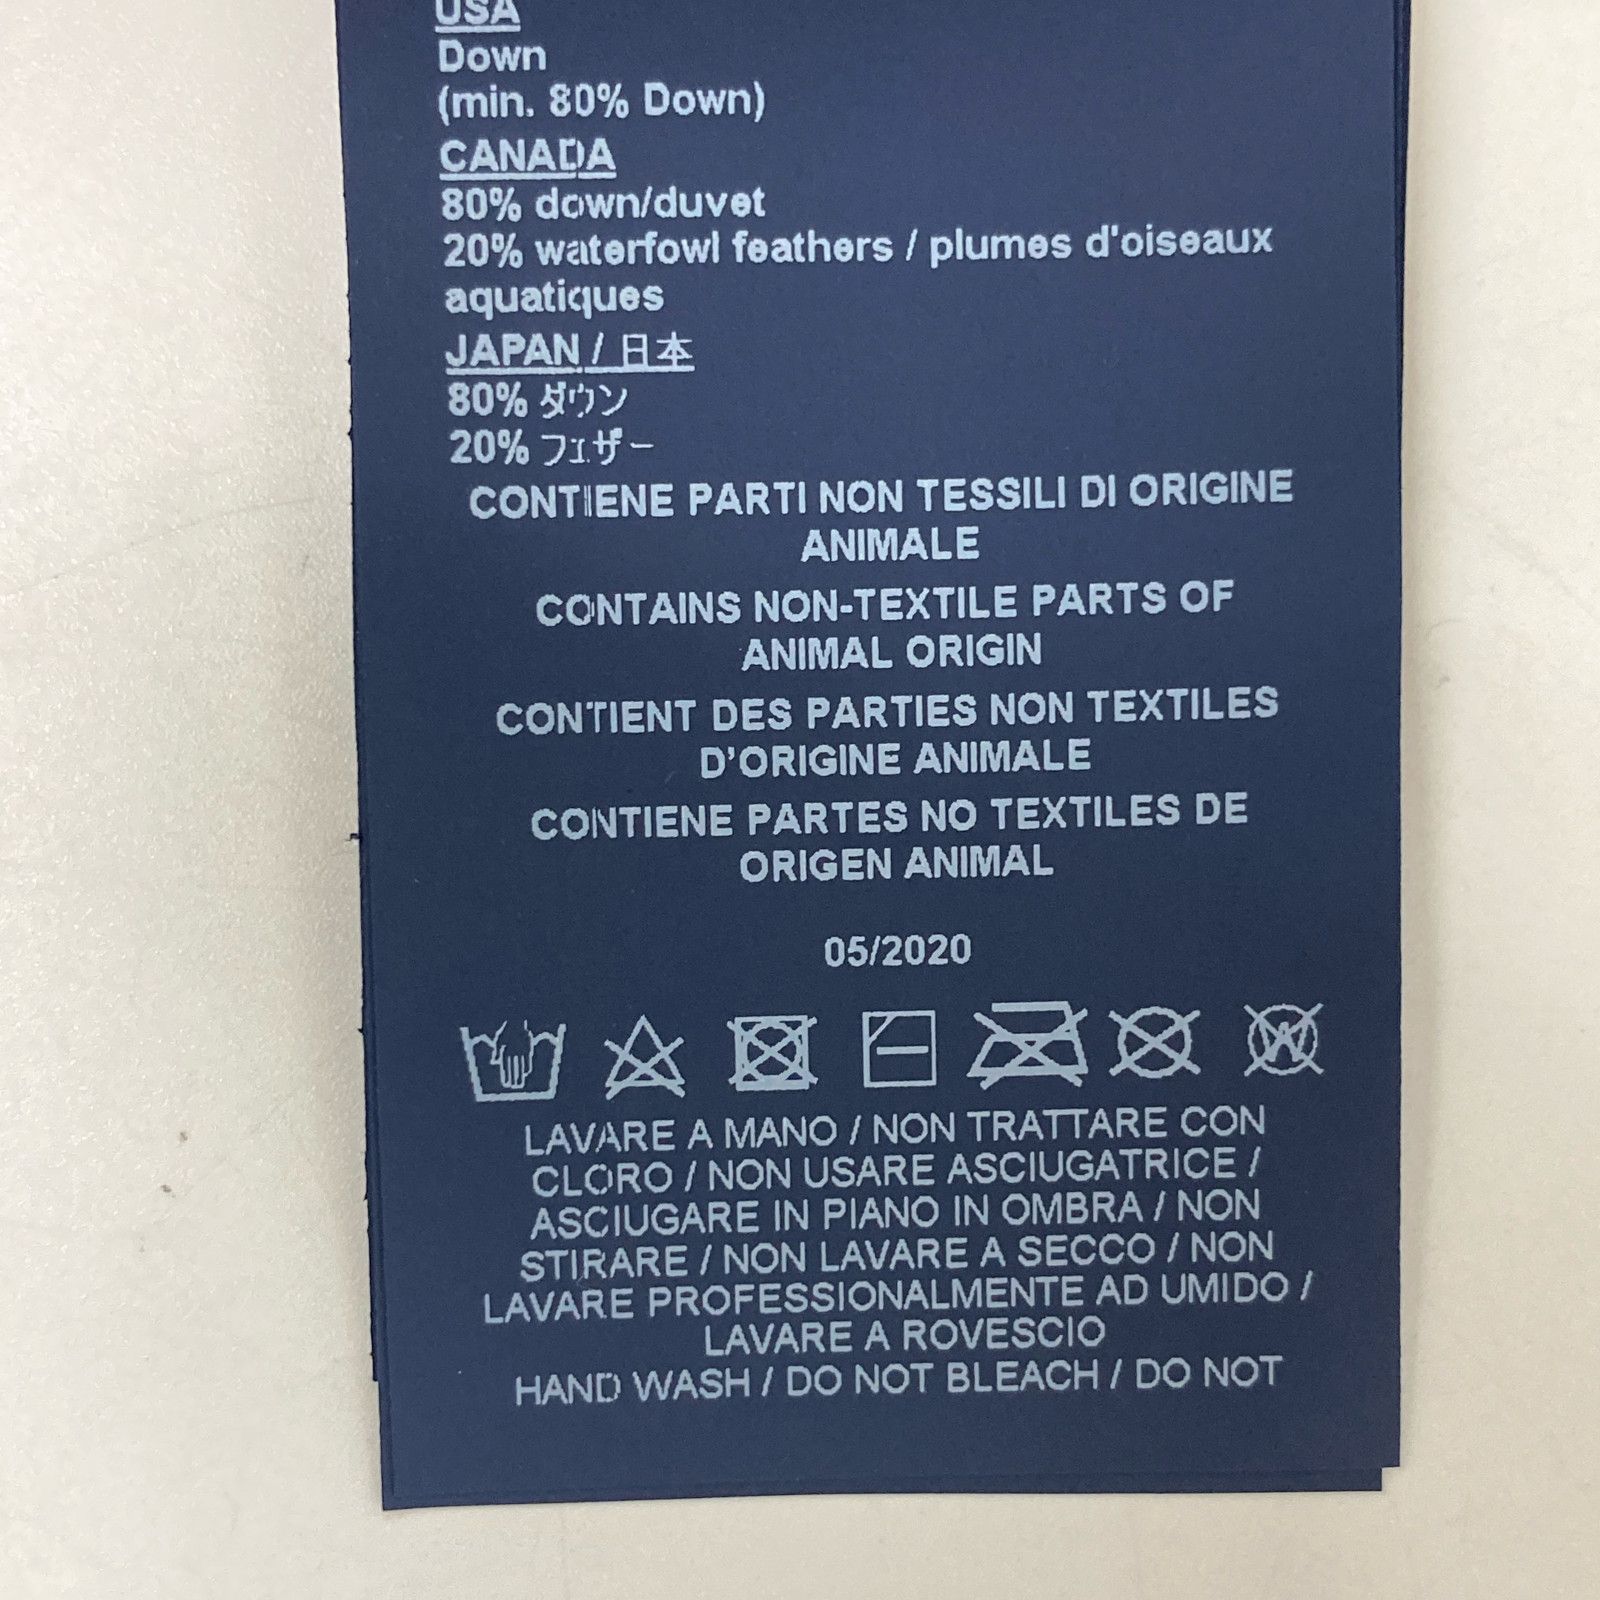 USA
Down
(min. 80% Down)
CANADA
80% down/duvet
20% waterfowl feathers / plumes d'oiseaux
aquatiques
JAPAN / 日本
80% ダウン
20% フェザー
CONTIENE PARTI NON TESSILI DI ORIGINE
ANIMALE
CONTAINS NON-TEXTILE PARTS OF
ANIMAL ORIGIN
CONTIENT DES PARTIES NON TEXTILES
D'ORIGINE ANIMALE
CONTIENE PARTES NO TEXTILES DE
ORIGEN ANIMAL
05/2020
LAVARE A MANO / NON TRATTARE CON
CLORO / NON USARE ASCIUGATRICE /
ASCIUGARE IN PIANO IN OMBRA / NON
STIRARE / NON LAVARE A SECCO / NON
LAVARE PROFESSIONALMENTE AD UMIDO /
LAVARE A ROVESCIO
HAND WASH / DO NOT BLEACH / DO NOT